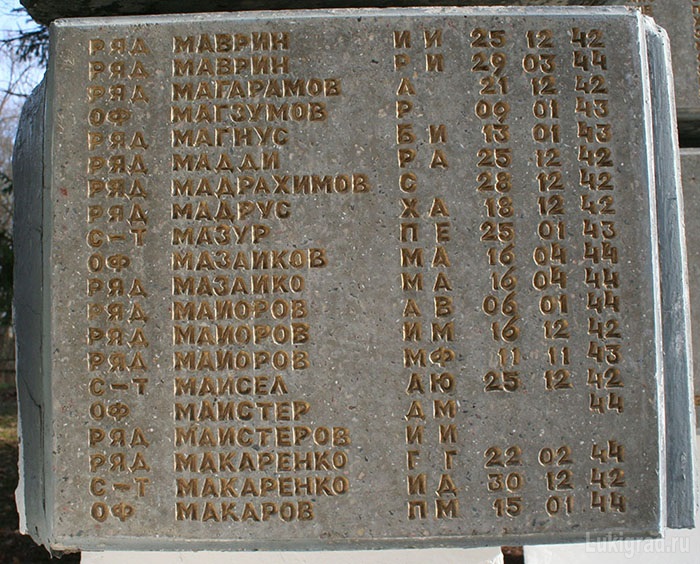 РЯД МАВРИН И И 25 12 42
РЯД МАВРИН Р И 29 03 44
РЯД МАГАРАМОВ А 21 12 42
ОФ МАГЗУМОВ Р 09 01 43
РЯД МАГНУС Б И 13 01 43
РЯД МАДДИ Р А 25 12 42
РЯД МАДРАХИМОВ С 28 12 42
РЯД МАДРУС Х А 18 12 42
С-Т МАЗУР П Е 25 01 43
ОФ МАЗАИКОВ М А 16 04 44
РЯД МАЗАИКО М А 16 04 44
РЯД МАИОРОВ А В 06 01 44
РЯД МАИОРОВ И М 16 12 42
РЯД МАИОРОВ М Ф 11 11 43
С-Т МАИСЕЛ А Ю 25 12 42
ОФ МАИСТЕР Д М 44
РЯД МАИСТЕРОВ И И
РЯД МАКАРЕНКО Г Г 22 02 44
С-Т МАКАРЕНКО И Д 30 12 42
ОФ МАКАРОВ П М 15 01 44
Lukigrad.ru